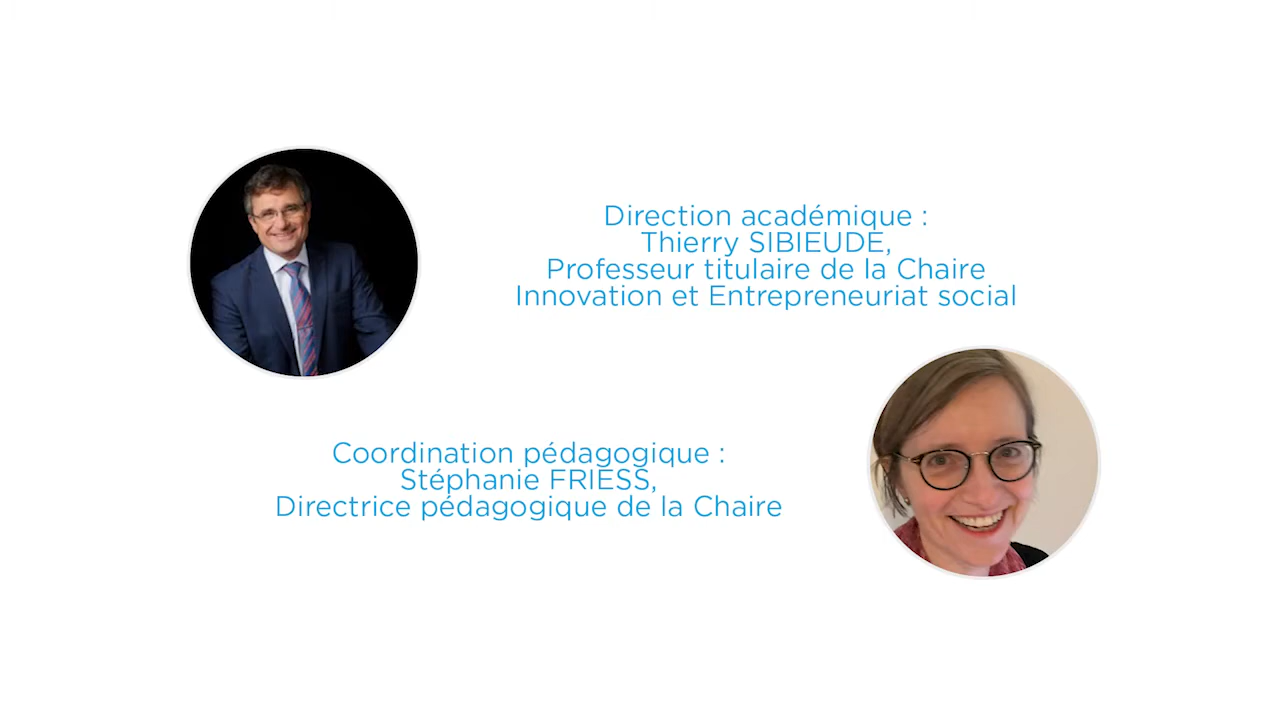 Direction académique :
Thierry SIBIEUDE,
Professeur titulaire de la Chaire
Innovation et Entrepreneuriat social
Coordination pédagogique :
Stéphanie FRIESS,
Directrice pédagogique de la Chaire